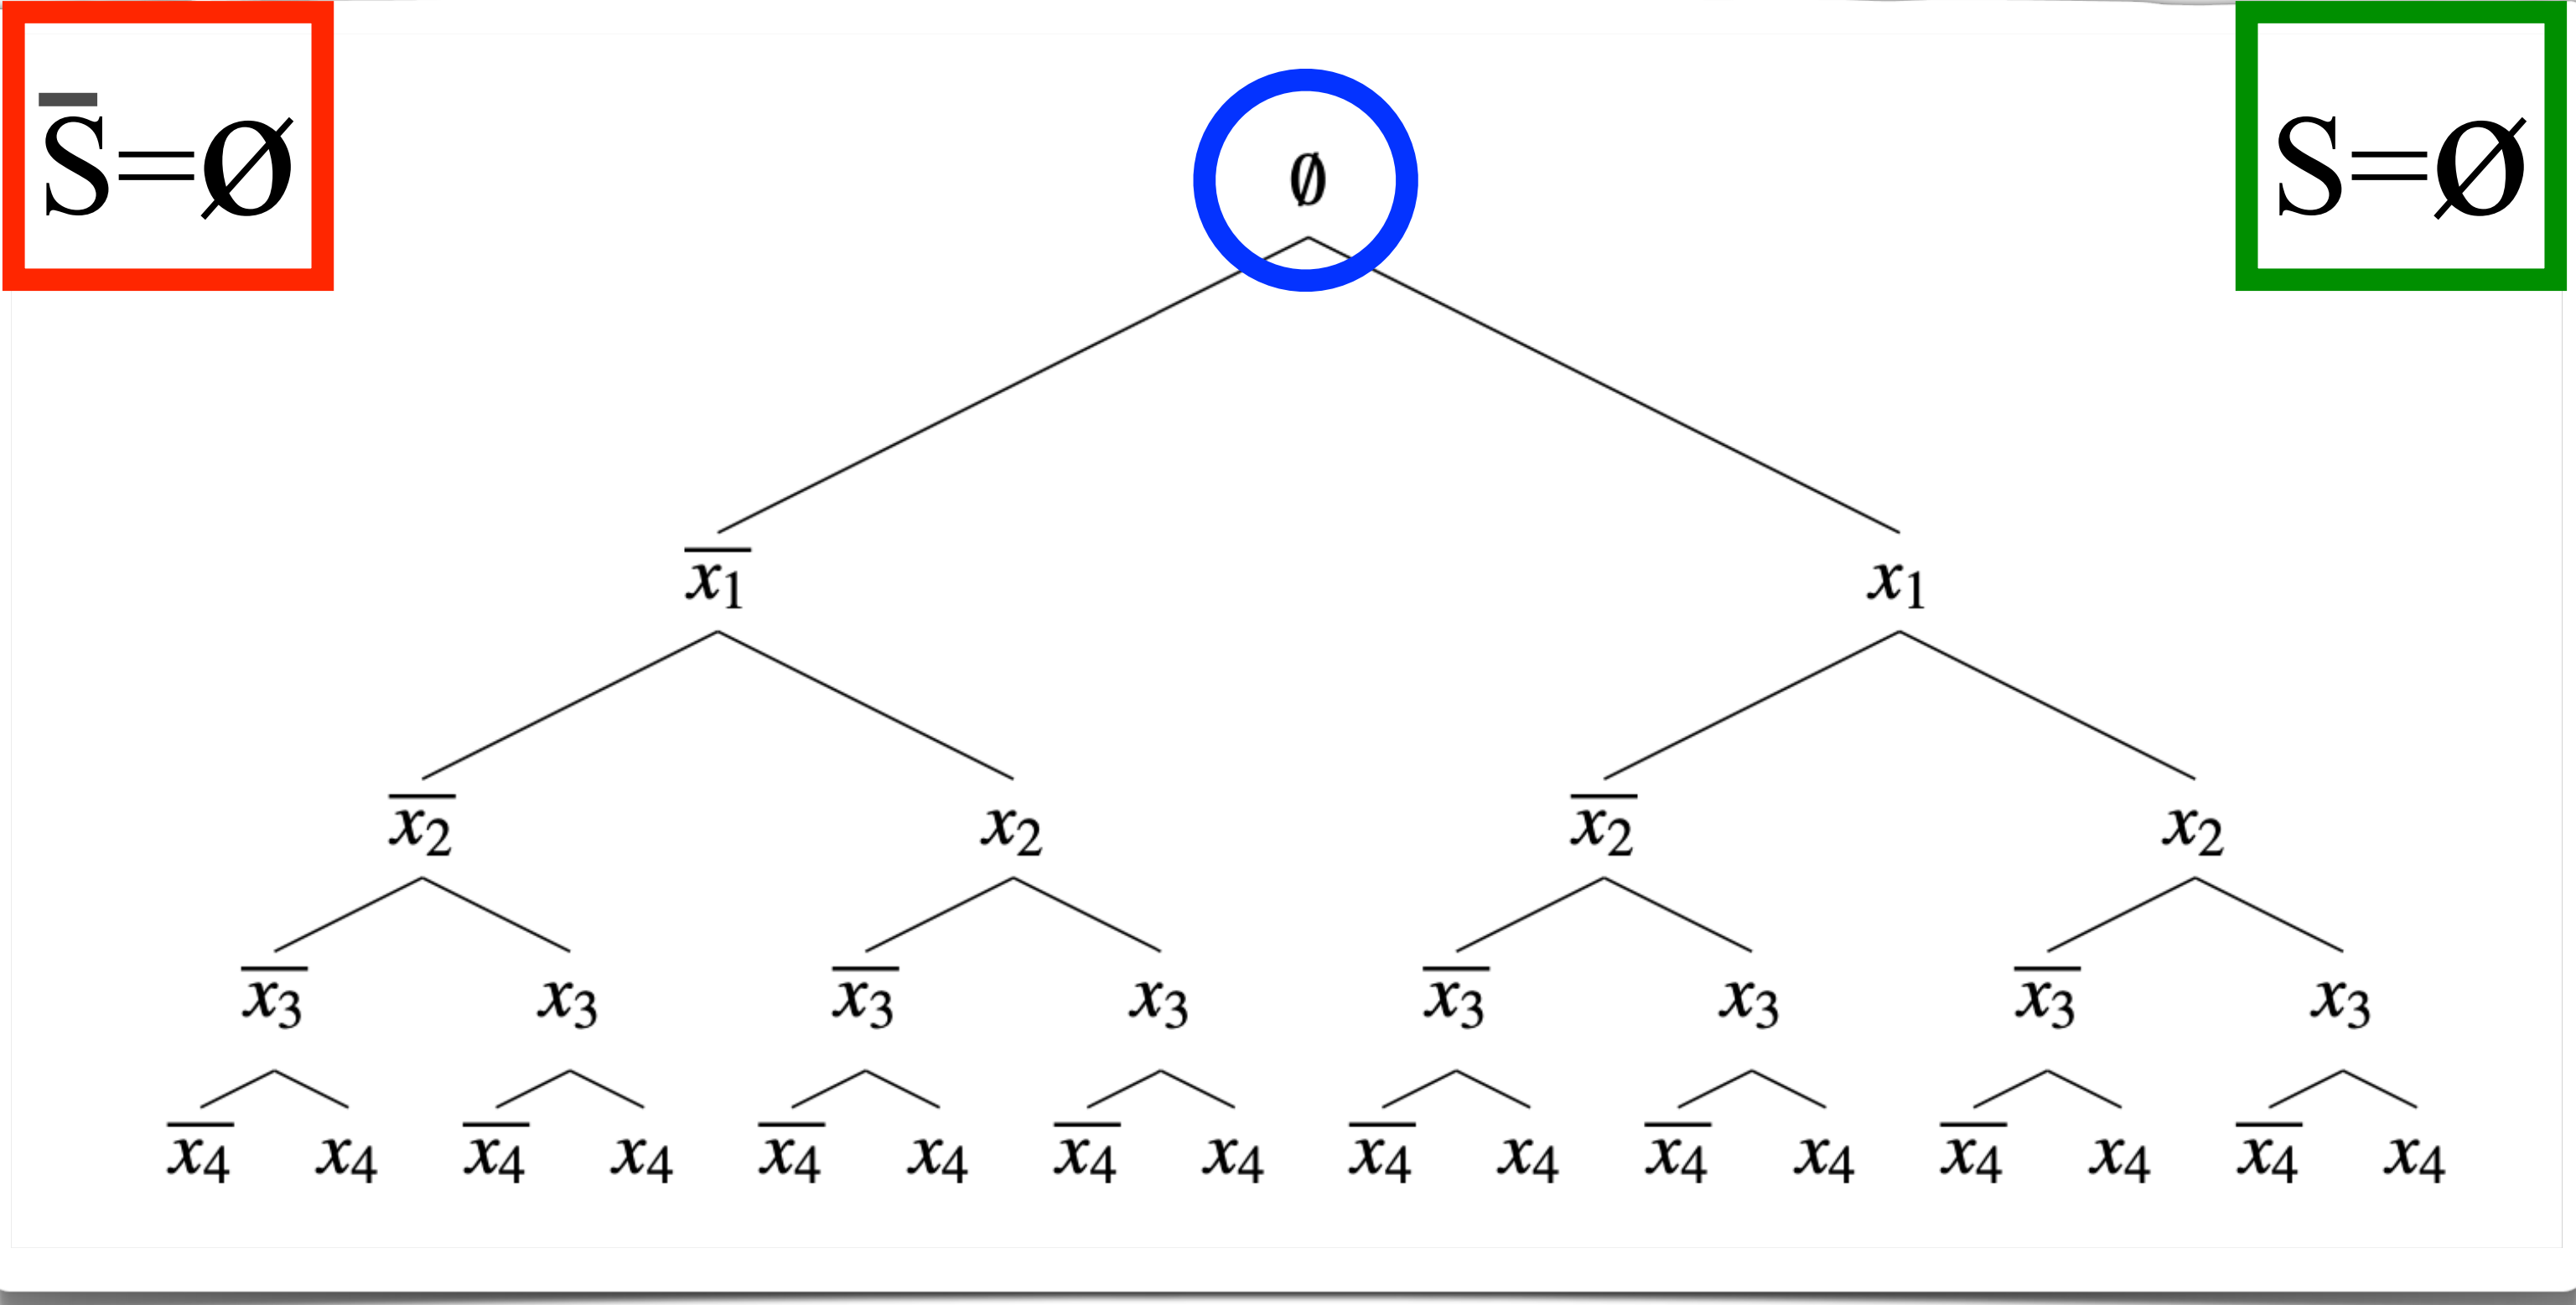 S̅=Ø
∅
S=Ø
x̅₁ x₁
x̅₂ x₂ x̅₂ x₂
x̅₃ x₃ x̅₃ x₃ x̅₃ x₃ x̅₃ x₃
x̅₄ x₄ x̅₄ x₄ x̅₄ x₄ x̅₄ x₄ x̅₄ x₄ x̅₄ x₄ x̅₄ x₄ x̅₄ x₄